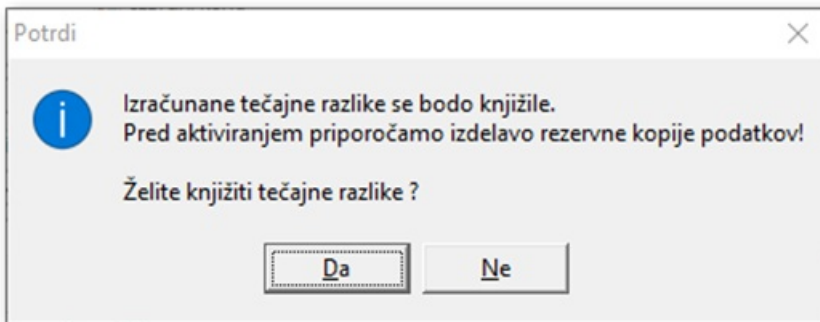 Potrdi
Izračunane tečajne razlike se bodo knjižile.
Pred aktiviranjem priporočamo izdelavo rezervne kopije podatkov!
Želite knjižiti tečajne razlike ?
Da
Ne